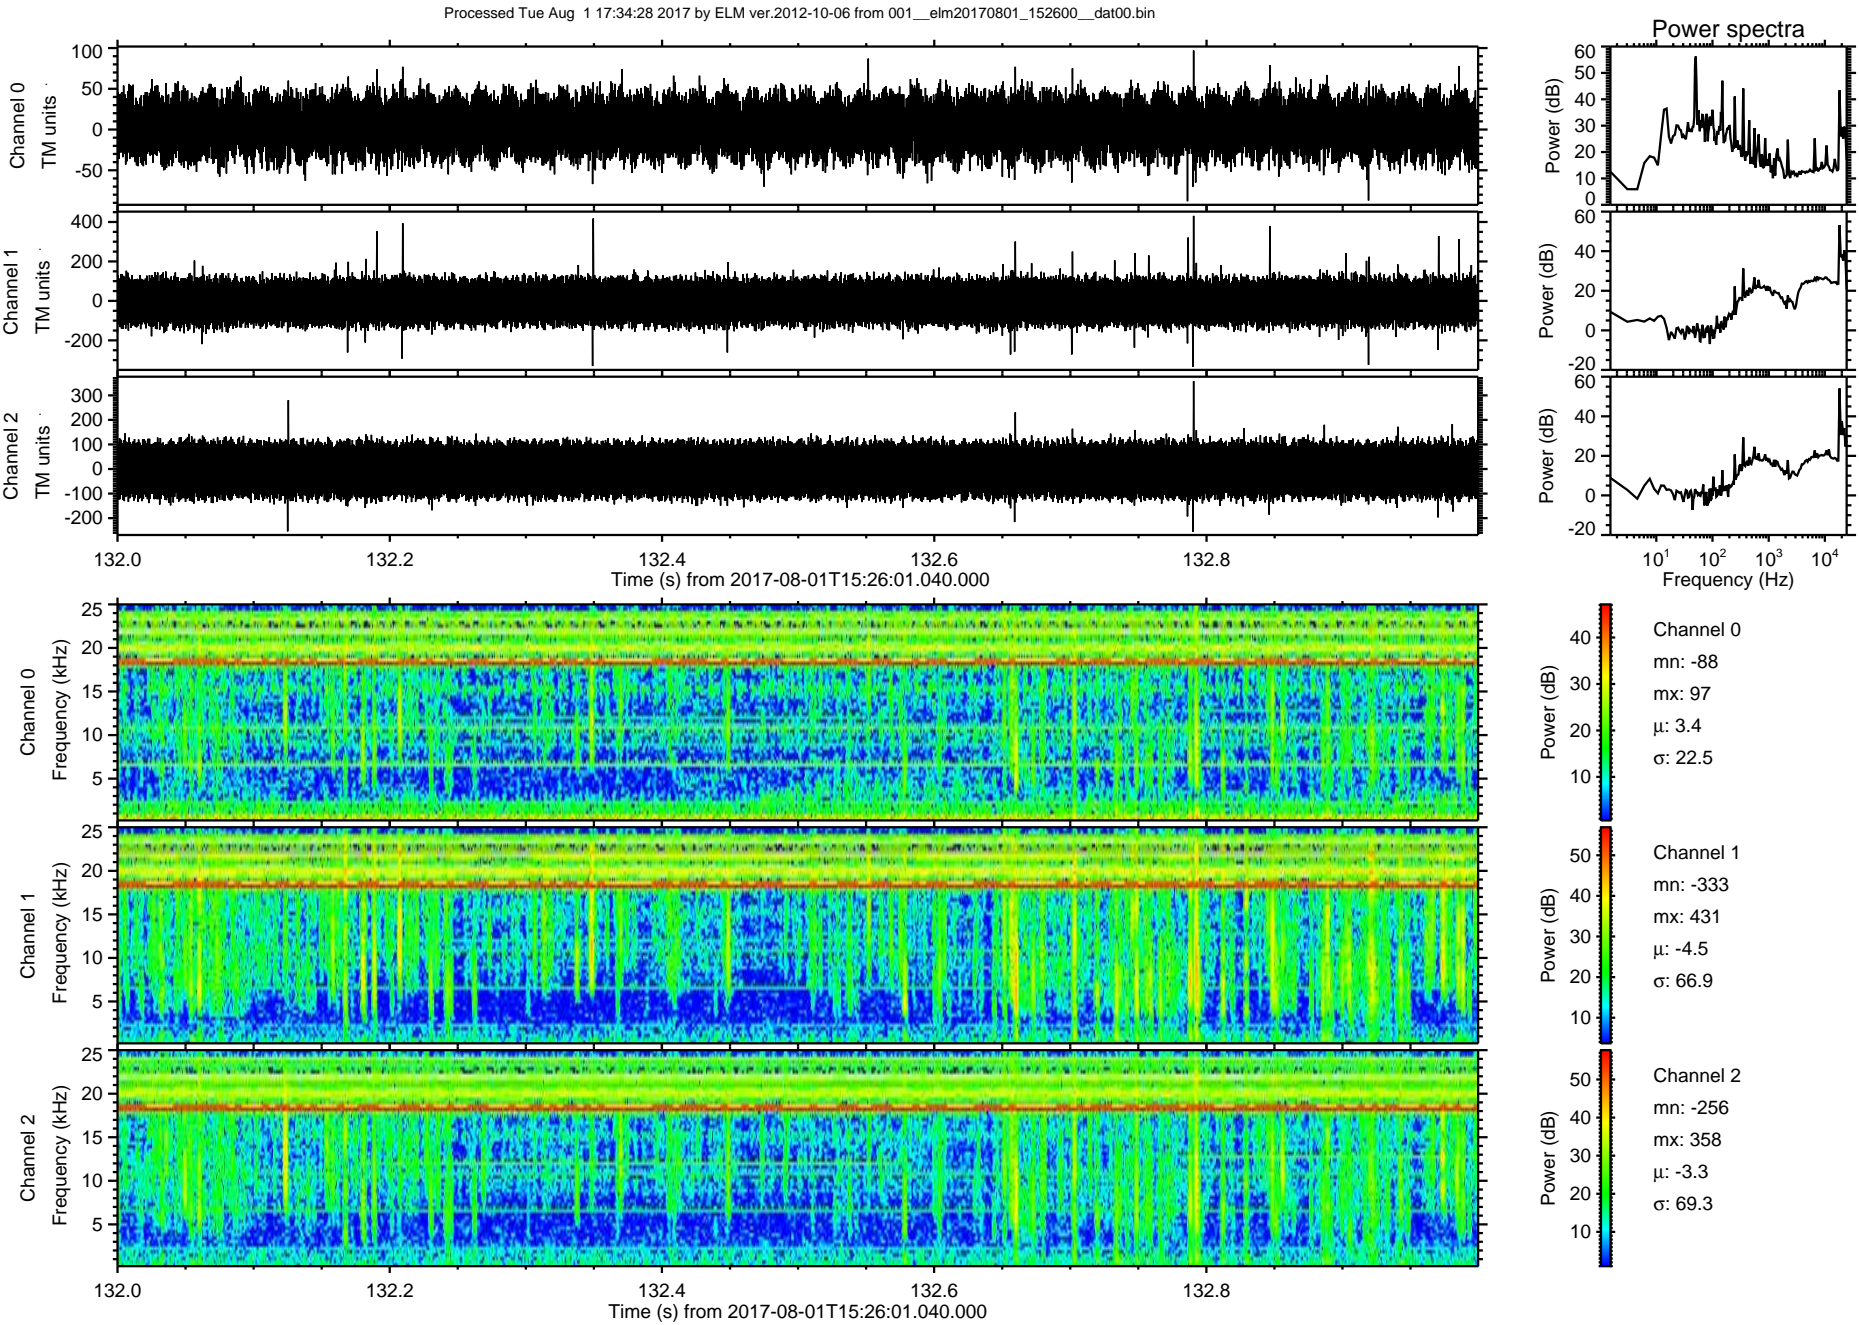 Processed Tue Aug  1 17:34:28 2017 by ELM ver.2012-10-06 from 001__elm20170801_152600__dat00.bin
Power spectra
Channel 0
TM units
100
50
0
-50
Power (dB)
60
50
40
30
20
10
0
Channel 1
TM units
400
200
0
-200
Power (dB)
60
40
20
0
-20
Channel 2
TM units
300
200
100
0
-100
-200
Power (dB)
60
40
20
0
-20
132.0
132.2
132.4
132.6
132.8
Time (s) from 2017-08-01T15:26:01.040.000
10^1
10^2
10^3
10^4
Frequency (Hz)
Channel 0
Frequency (kHz)
25
20
15
10
5
Power (dB)
40
30
20
10
Channel 0
mn: -88
mx: 97
μ: 3.4
σ: 22.5
Channel 1
Frequency (kHz)
25
20
15
10
5
Power (dB)
50
40
30
20
10
Channel 1
mn: -333
mx: 431
μ: -4.5
σ: 66.9
Channel 2
Frequency (kHz)
25
20
15
10
5
Power (dB)
50
40
30
20
10
Channel 2
mn: -256
mx: 358
μ: -3.3
σ: 69.3
132.0
132.2
132.4
132.6
132.8
Time (s) from 2017-08-01T15:26:01.040.000